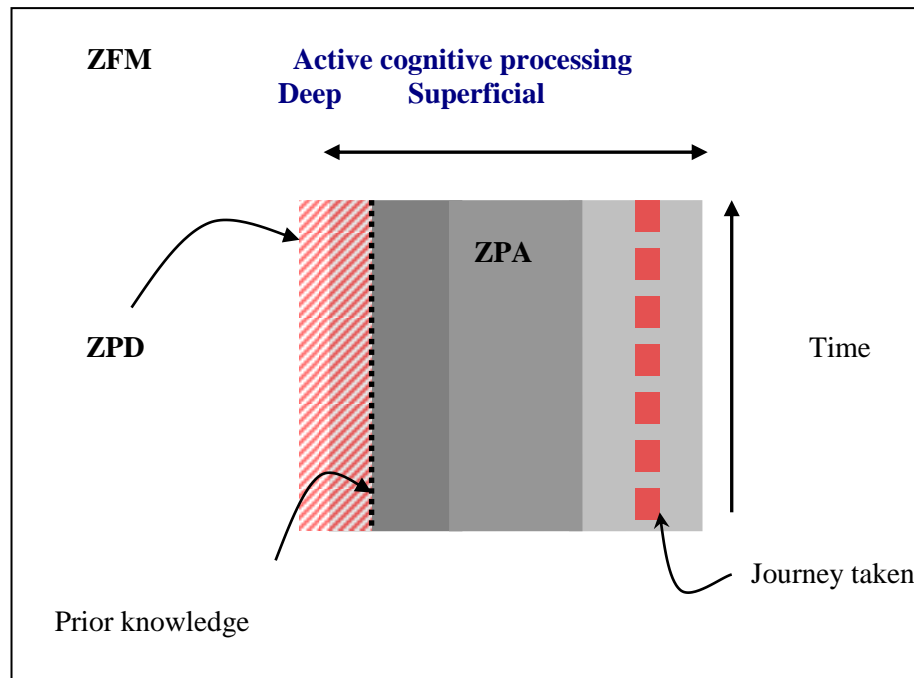 ZFM Active cognitive processing
Deep Superficial
ZPA
ZPD
Time
Journey taken
Prior knowledge